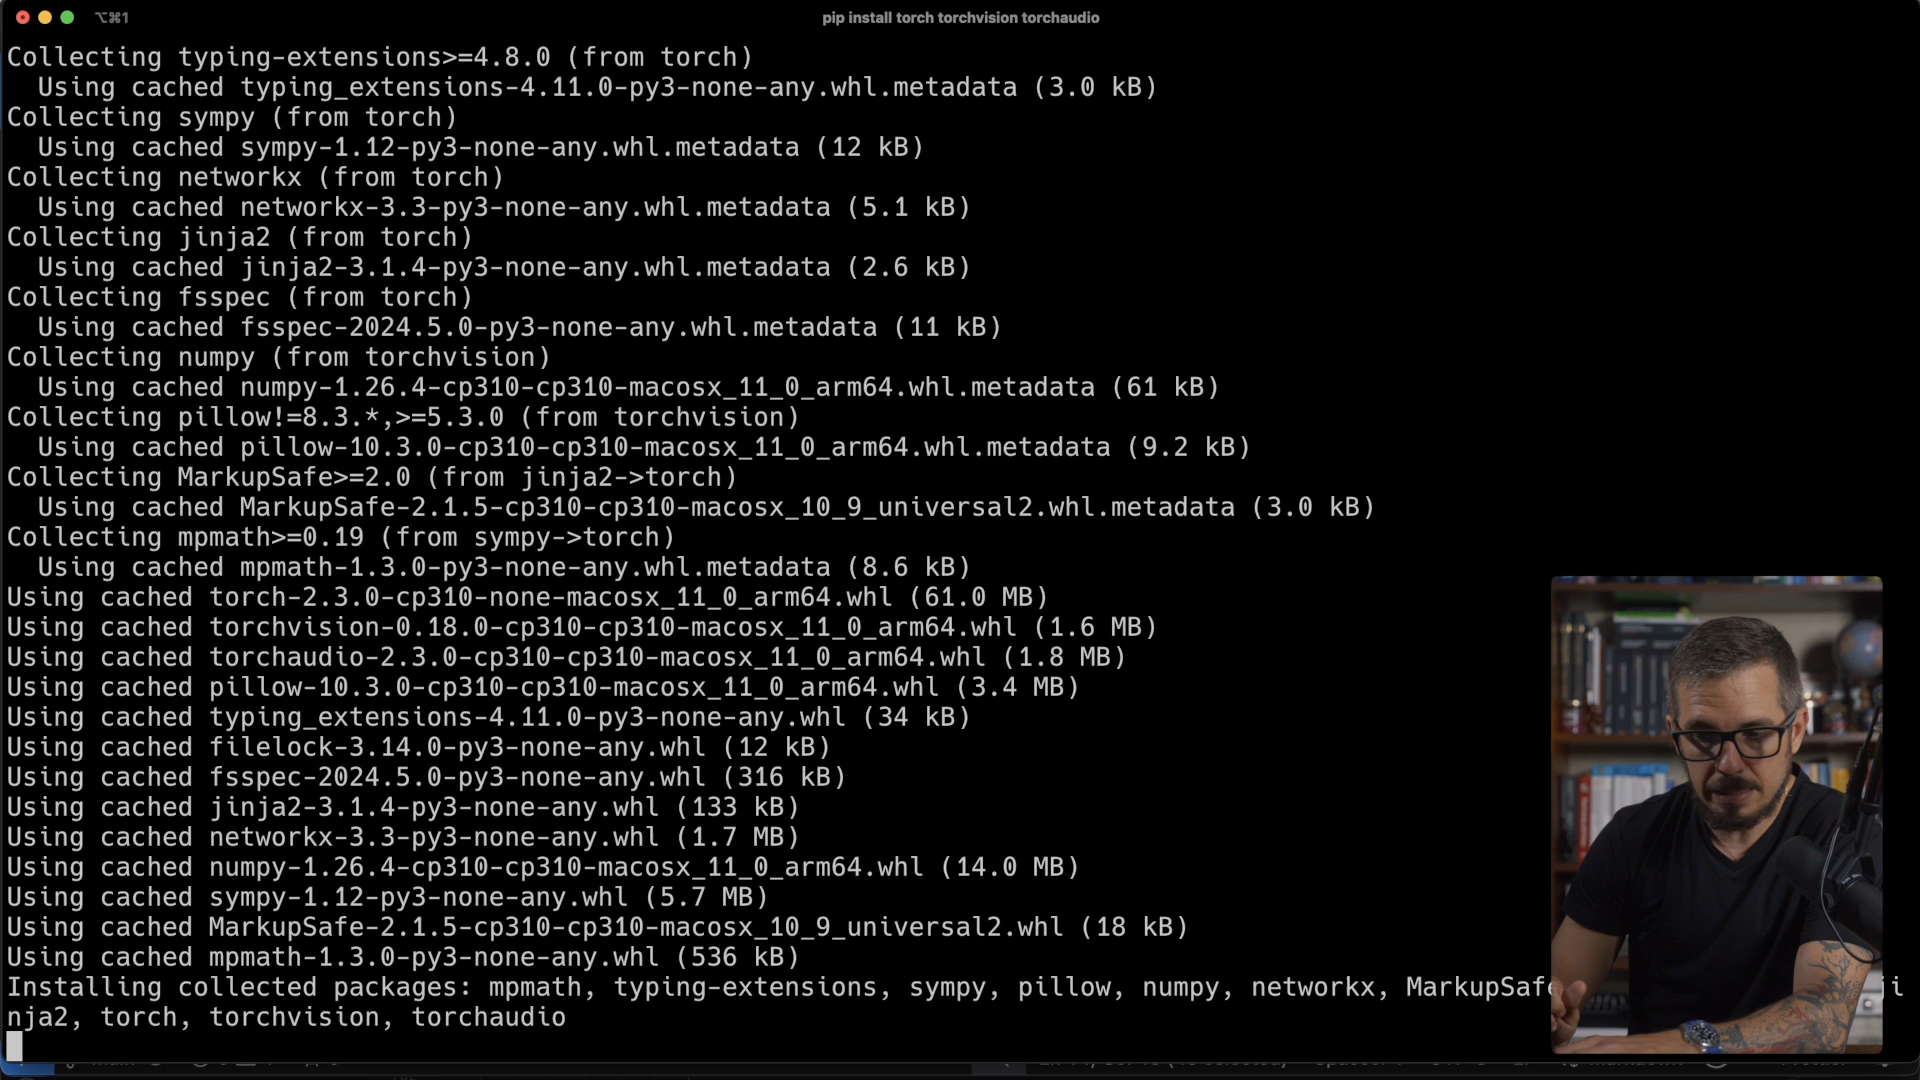 ⌥⌘1
pip install torch torchvision torchaudio
Collecting typing-extensions>=4.8.0 (from torch)
Using cached typing_extensions-4.11.0-py3-none-any.whl.metadata (3.0 kB)
Collecting sympy (from torch)
Using cached sympy-1.12-py3-none-any.whl.metadata (12 kB)
Collecting networkx (from torch)
Using cached networkx-3.3-py3-none-any.whl.metadata (5.1 kB)
Collecting jinja2 (from torch)
Using cached jinja2-3.1.4-py3-none-any.whl.metadata (2.6 kB)
Collecting fsspec (from torch)
Using cached fsspec-2024.5.0-py3-none-any.whl.metadata (11 kB)
Collecting numpy (from torchvision)
Using cached numpy-1.26.4-cp310-cp310-macosx_11_0_arm64.whl.metadata (61 kB)
Collecting pillow!=8.3.*,>=5.3.0 (from torchvision)
Using cached pillow-10.3.0-cp310-cp310-macosx_11_0_arm64.whl.metadata (9.2 kB)
Collecting MarkupSafe>=2.0 (from jinja2->torch)
Using cached MarkupSafe-2.1.5-cp310-cp310-macosx_10_9_universal2.whl.metadata (3.0 kB)
Collecting mpmath>=0.19 (from sympy->torch)
Using cached mpmath-1.3.0-py3-none-any.whl.metadata (8.6 kB)
Using cached torch-2.3.0-cp310-none-macosx_11_0_arm64.whl (61.0 MB)
Using cached torchvision-0.18.0-cp310-cp310-macosx_11_0_arm64.whl (1.6 MB)
Using cached torchaudio-2.3.0-cp310-cp310-macosx_11_0_arm64.whl (1.8 MB)
Using cached pillow-10.3.0-cp310-cp310-macosx_11_0_arm64.whl (3.4 MB)
Using cached typing_extensions-4.11.0-py3-none-any.whl (34 kB)
Using cached filelock-3.14.0-py3-none-any.whl (12 kB)
Using cached fsspec-2024.5.0-py3-none-any.whl (316 kB)
Using cached jinja2-3.1.4-py3-none-any.whl (133 kB)
Using cached networkx-3.3-py3-none-any.whl (1.7 MB)
Using cached numpy-1.26.4-cp310-cp310-macosx_11_0_arm64.whl (14.0 MB)
Using cached sympy-1.12-py3-none-any.whl (5.7 MB)
Using cached MarkupSafe-2.1.5-cp310-cp310-macosx_10_9_universal2.whl (18 kB)
Using cached mpmath-1.3.0-py3-none-any.whl (536 kB)
Installing collected packages: mpmath, typing-extensions, sympy, pillow, numpy, networkx, MarkupSafe ji
nja2, torch, torchvision, torchaudio